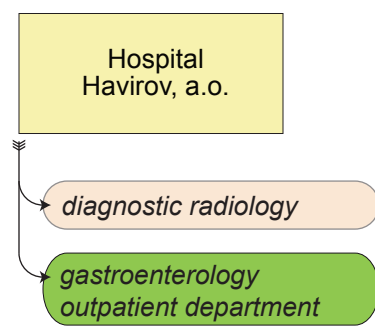 Hospital
Havirov, a.o.
diagnostic radiology
gastroenterology
outpatient department